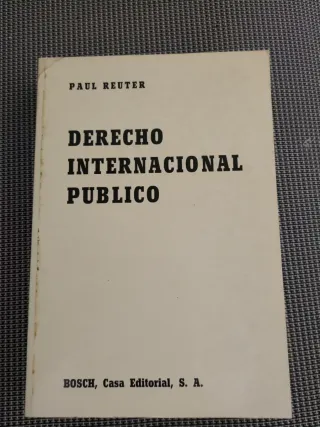 PAUL REUTER
DERECHO
INTERNACIONAL
PUBLICO
BOSCH, Casa Editorial, S. A.